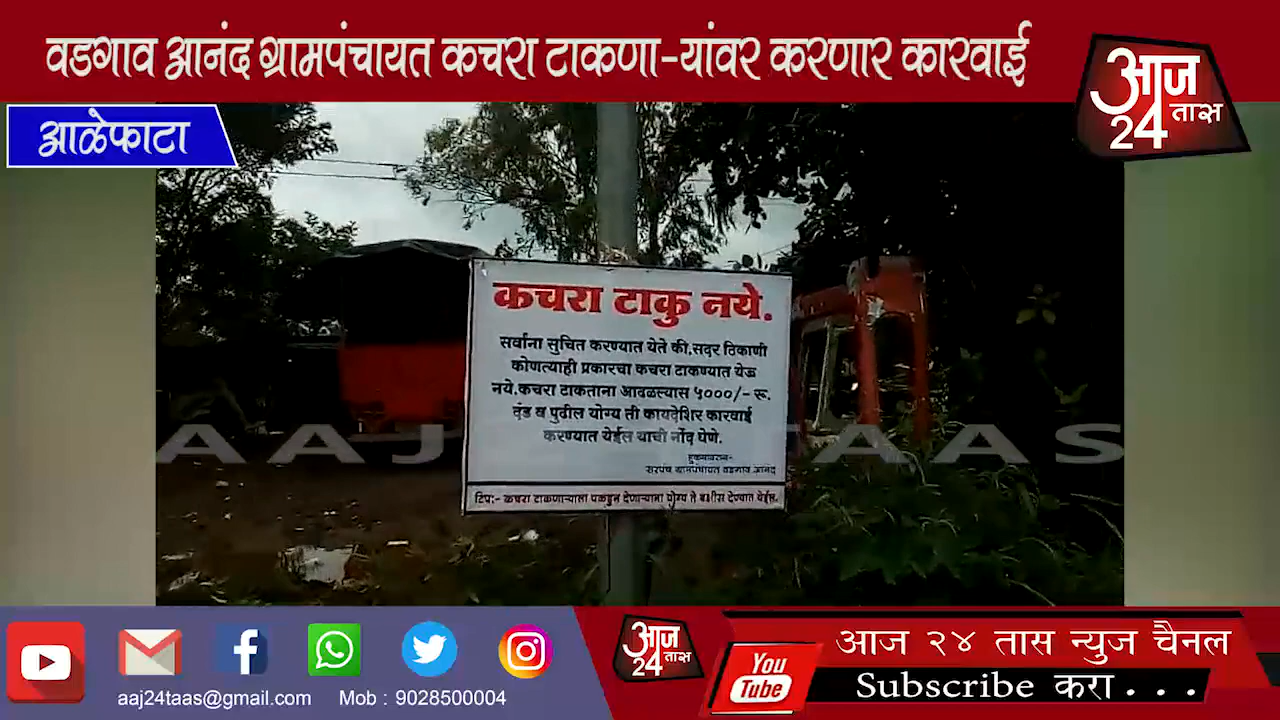 वडगाव आनंद ग्रामपंचायत कचरा टाकणा-यांवर करणार कारवाई
आज
24 तास
आळेफाटा
कचरा टाकु नये.
सर्वांना सुचित करण्यात येते की,सदर ठिकाणी
कोणत्याही प्रकारचा कचरा टाकण्यात येऊ
नये.कचरा टाकताना आढळल्यास ५०००/- रू.
दंड व पुढील योग्य ती कायदेशिर कारवाई
करण्यात येईल याची नोंद घेणे.
हुकमावरून-
सरपंच ग्रामपंचायत वडगाव आनंद
टिप:- कचरा टाकणाऱ्याला पकडुन देणाऱ्यास योग्य ते बक्षीस देण्यात येईल.
AAJ 24 TAAS
aaj24taas@gmail.com Mob : 9028500004
आज
24 तास
You
Tube
आज २४ तास न्युज चैनल
Subscribe करा . . .